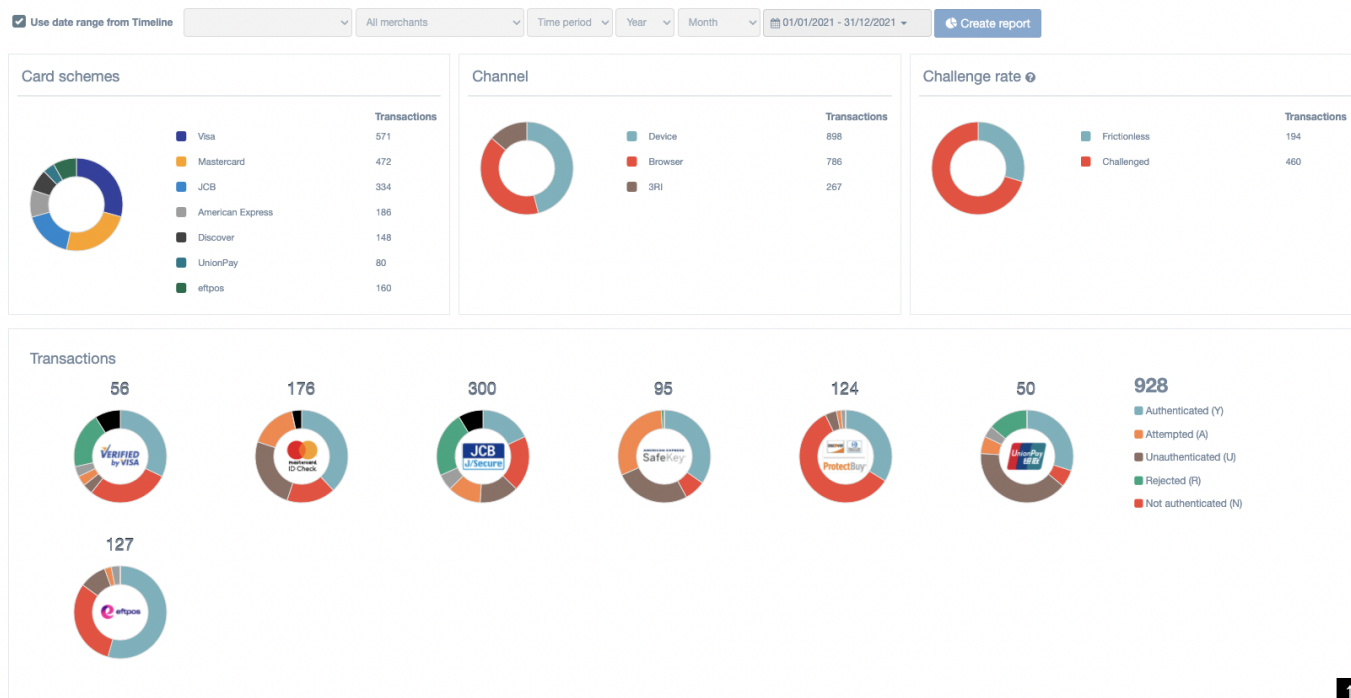 Use date range from Timeline
All merchants
Time period
Year
Month
01/01/2021 - 31/12/2021
Create report
Card schemes
Transactions
Visa 571
Mastercard 472
JCB 334
American Express 186
Discover 148
UnionPay 80
eftpos 160
Channel
Transactions
Device 898
Browser 786
3RI 267
Challenge rate
Transactions
Frictionless 194
Challenged 460
Transactions
56
VERIFIED
by VISA
176
mastercard
ID Check
300
JCB
J/Secure
95
AMERICAN EXPRESS
SafeKey
124
ProtectBuy
50
UnionPay
银联
928
Authenticated (Y)
Attempted (A)
Unauthenticated (U)
Rejected (R)
Not authenticated (N)
127
eftpos